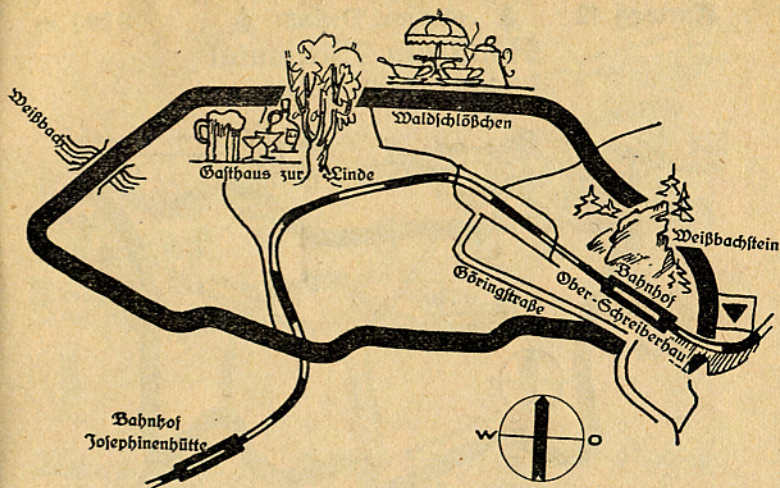 Weißbach
Waldschlößchen
Gasthaus zur Linde
Weißbachstein
Göringstraße
Bahnhof
Ober-Schreiberhau
Bahnhof
Josephinenhütte
W O